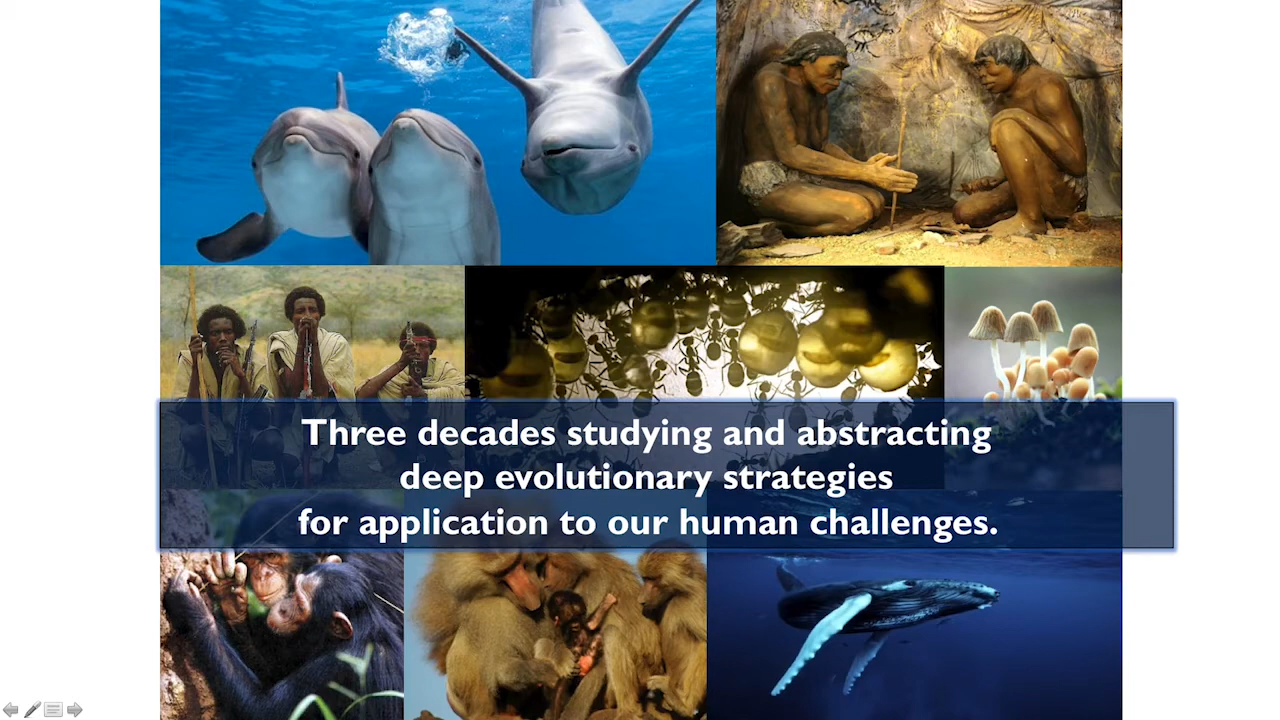 Three decades studying and abstracting
deep evolutionary strategies
for application to our human challenges.